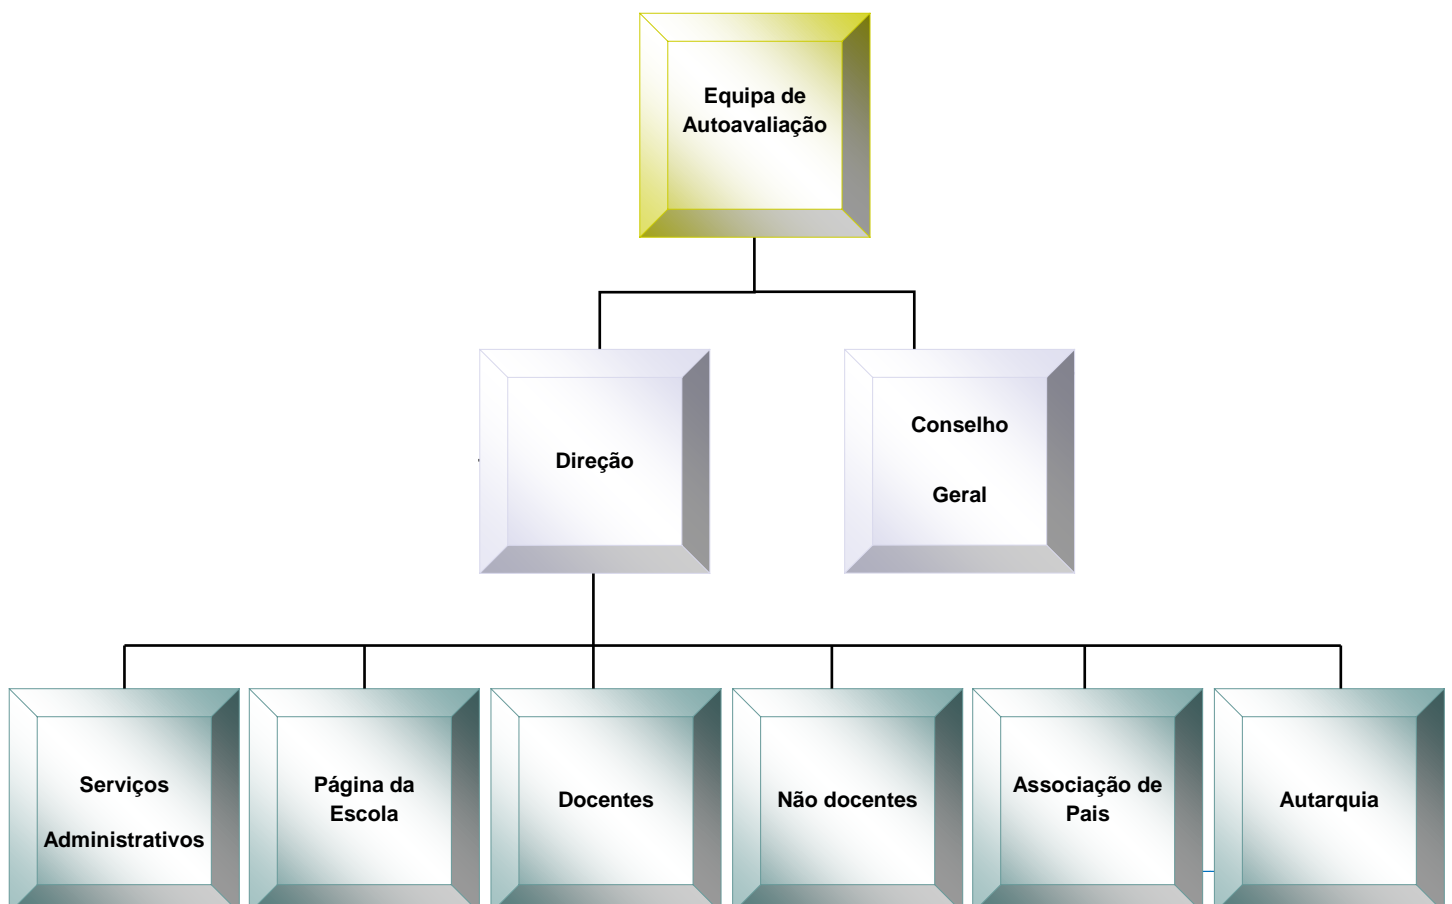 Equipa de
Autoavaliação
Direção
Conselho
Geral
Serviços
Administrativos
Página da
Escola
Docentes
Não docentes
Associação de
Pais
Autarquia